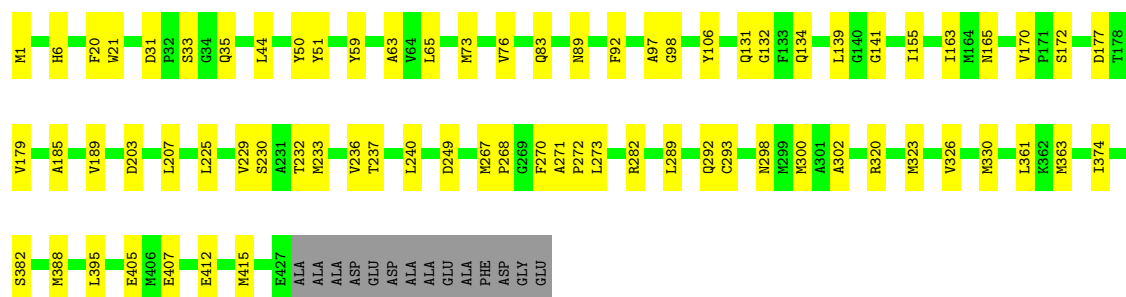 M1 H6 F20 W21 D31 P32 S33 G34 Q35 L44 Y50 Y51 Y59 A63 V64 L65 M73 V76 Q83 N89 F92 A97 G98 Y106 Q131 G132 F133 Q134 L139 G140 G141 I155 I163 M164 N165 V170 P171 S172 D177 T178
V179 A185 V189 D203 L207 L225 V229 S230 A231 T232 M233 V236 T237 L240 D249 M267 P268 G269 F270 A271 P272 L273 R282 L289 Q292 C293 N298 M299 M300 A301 A302 R320 M323 V326 M330 L361 K362 M363 I374
S382 M388 L395 E405 M406 E407 E412 M415 E427 ALA ALA ALA ASP GLU ASP ALA ALA GLU ALA PHE ASP GLY GLU